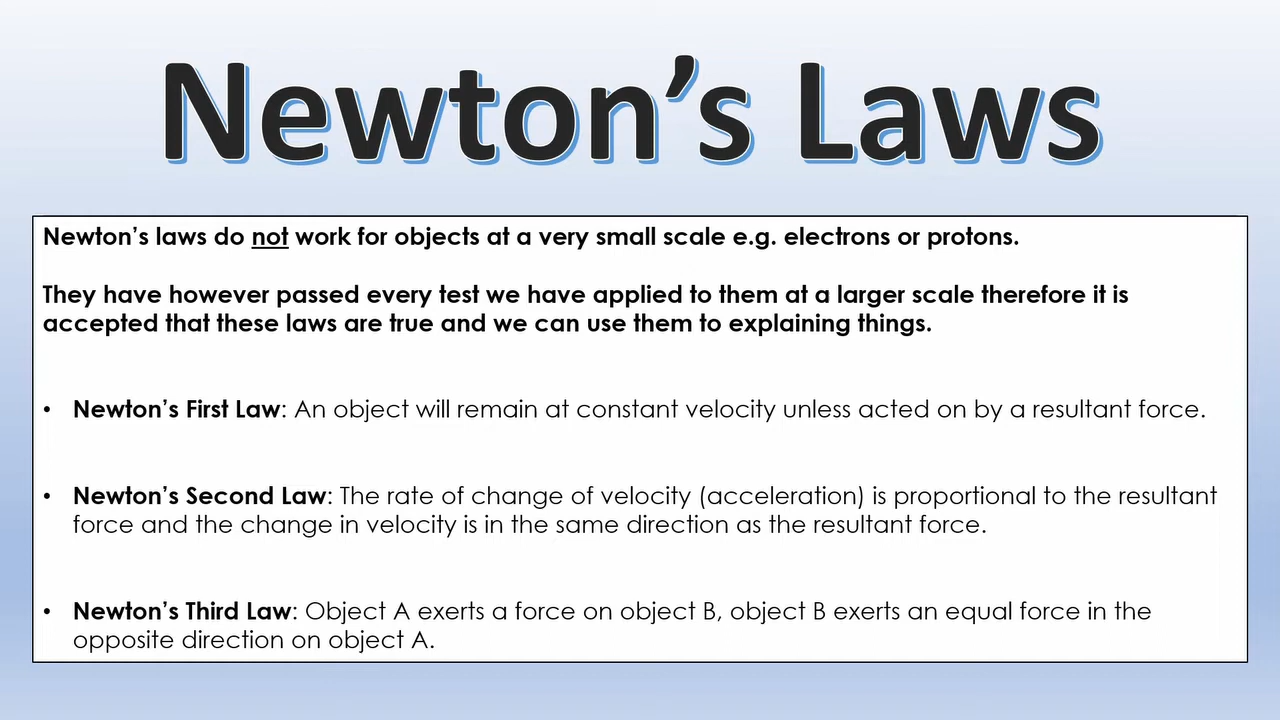 Newton’s Laws
Newton’s laws do not work for objects at a very small scale e.g. electrons or protons.
They have however passed every test we have applied to them at a larger scale therefore it is
accepted that these laws are true and we can use them to explaining things.
• Newton’s First Law: An object will remain at constant velocity unless acted on by a resultant force.
• Newton’s Second Law: The rate of change of velocity (acceleration) is proportional to the resultant
force and the change in velocity is in the same direction as the resultant force.
• Newton’s Third Law: Object A exerts a force on object B, object B exerts an equal force in the
opposite direction on object A.